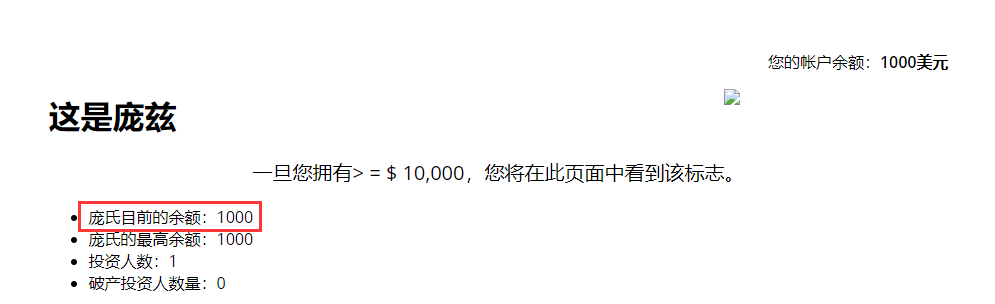 您的帐户余额：1000美元
这是庞兹
一旦您拥有> = $ 10,000，您将在此页面中看到该标志。
庞氏目前的余额：1000
庞氏的最高余额：1000
投资人数：1
破产投资人数量：0